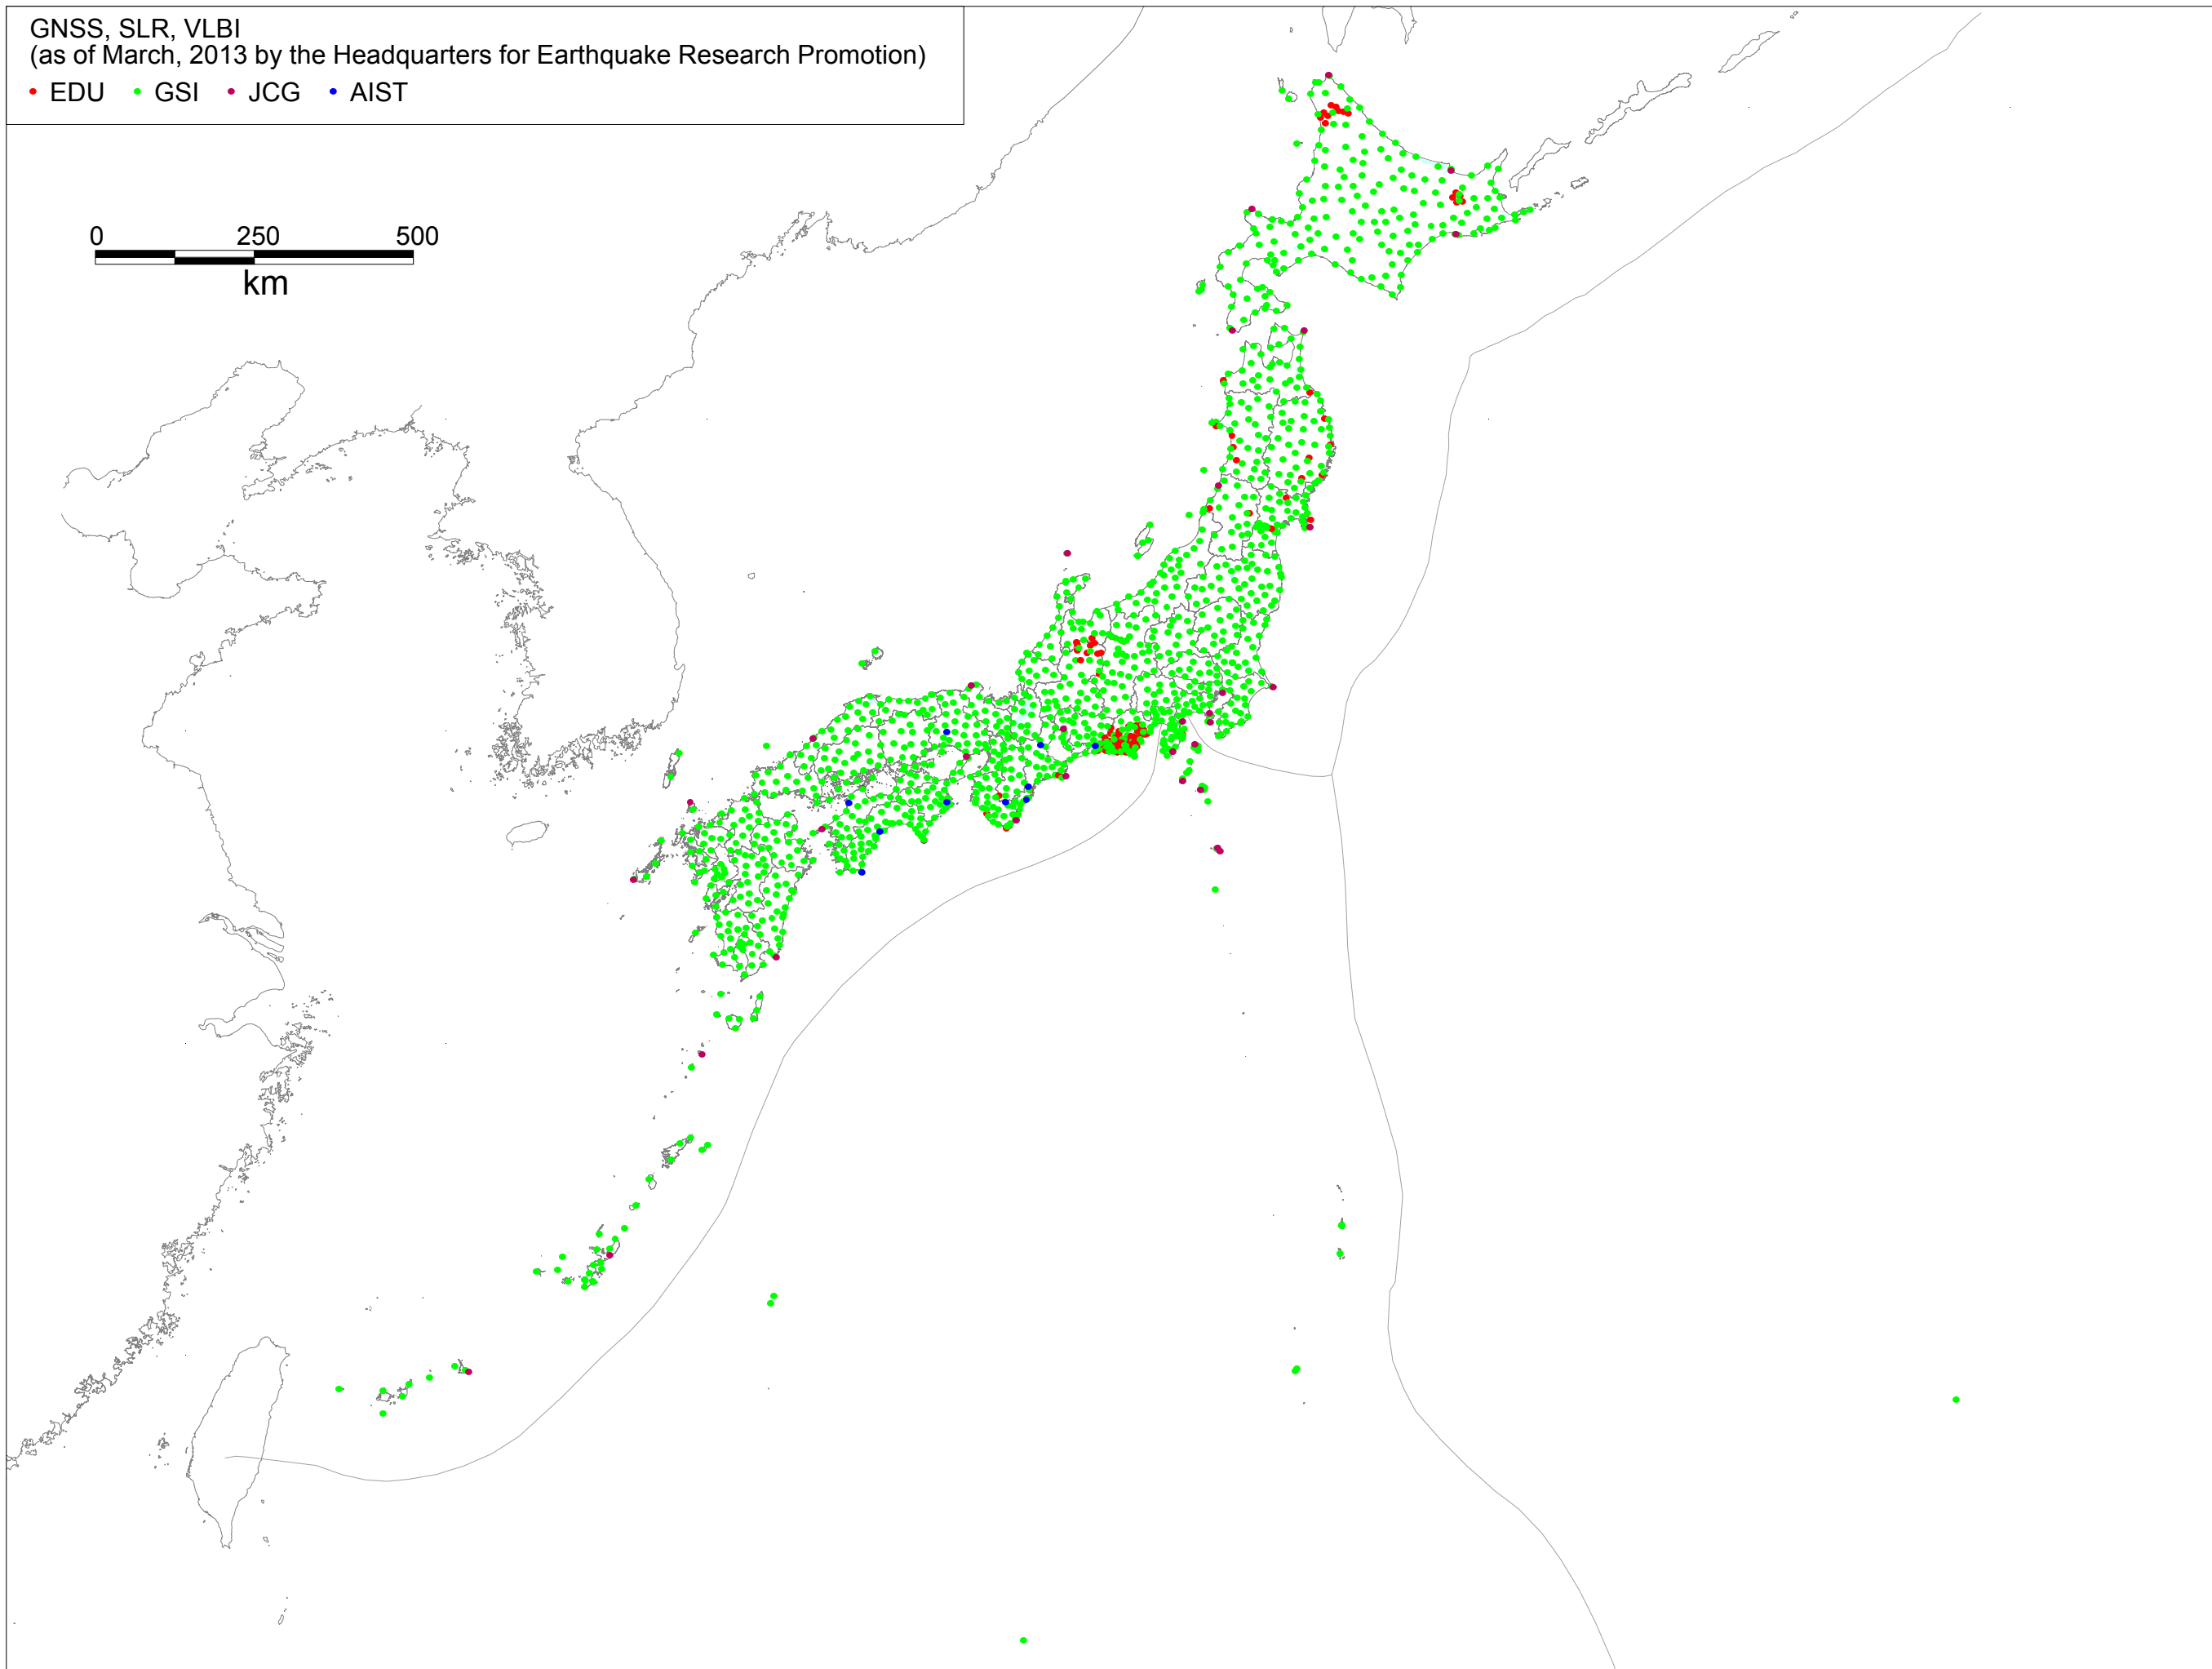 GNSS, SLR, VLBI
(as of March, 2013 by the Headquarters for Earthquake Research Promotion)
EDU GSI JCG AIST
0 250 500
km